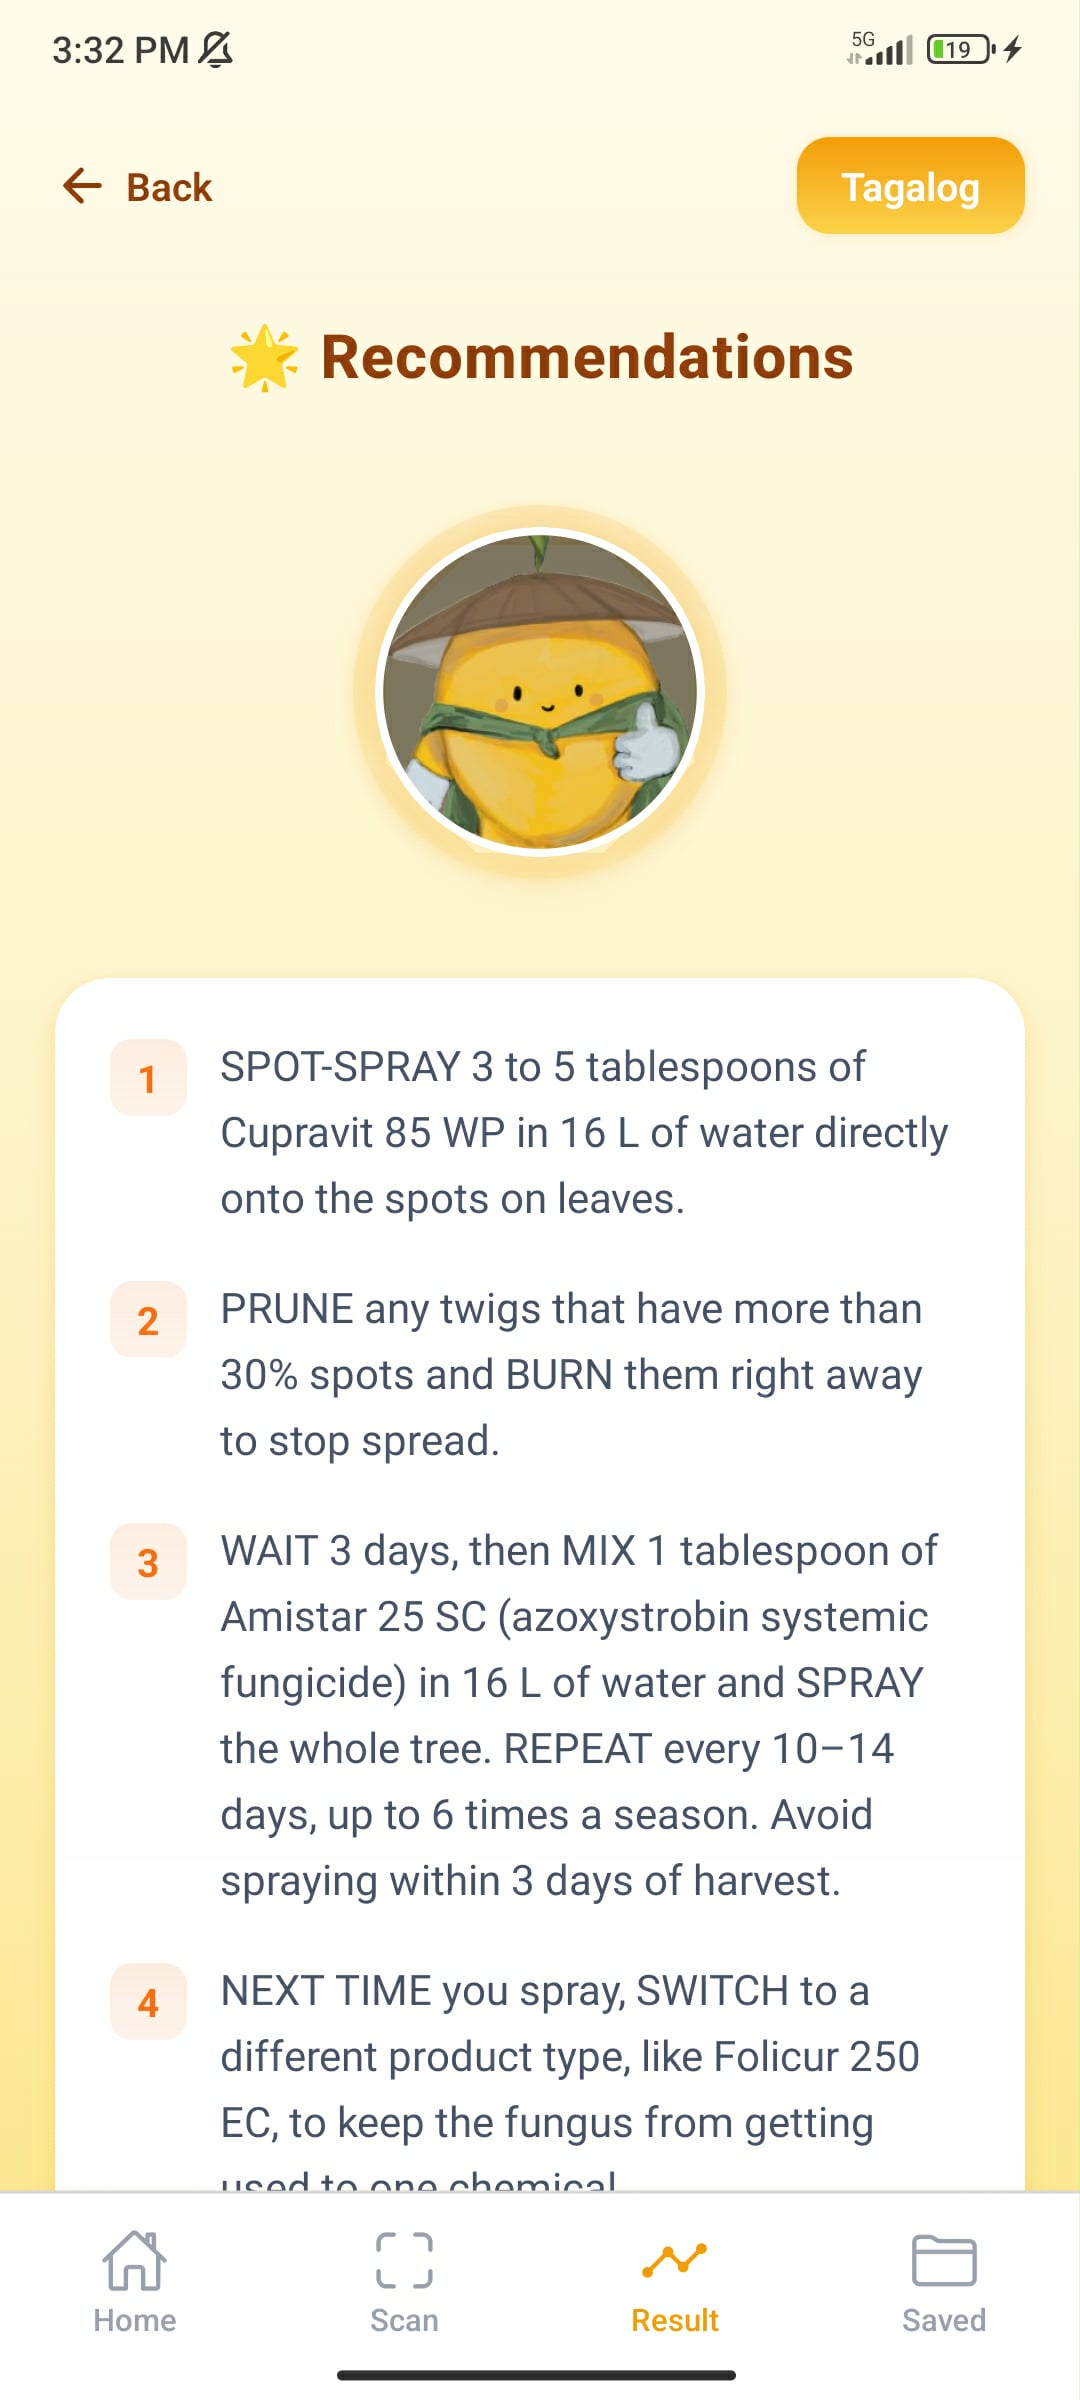 3:32 PM
5G
19
Back
Tagalog
Recommendations
1
SPOT-SPRAY 3 to 5 tablespoons of
Cupravit 85 WP in 16 L of water directly
onto the spots on leaves.
2
PRUNE any twigs that have more than
30% spots and BURN them right away
to stop spread.
3
WAIT 3 days, then MIX 1 tablespoon of
Amistar 25 SC (azoxystrobin systemic
fungicide) in 16 L of water and SPRAY
the whole tree. REPEAT every 10–14
days, up to 6 times a season. Avoid
spraying within 3 days of harvest.
4
NEXT TIME you spray, SWITCH to a
different product type, like Folicur 250
EC, to keep the fungus from getting
used to one chemical
Home
Scan
Result
Saved